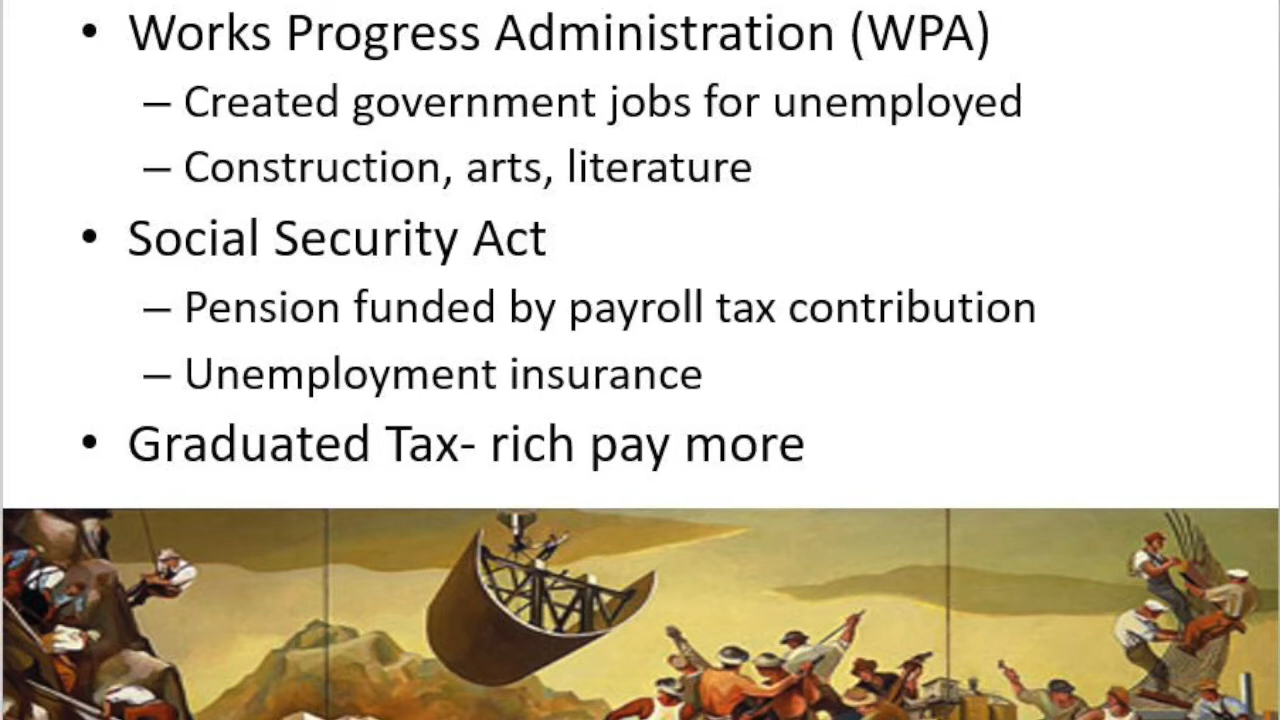 • Works Progress Administration (WPA)
– Created government jobs for unemployed
– Construction, arts, literature
• Social Security Act
– Pension funded by payroll tax contribution
– Unemployment insurance
• Graduated Tax- rich pay more